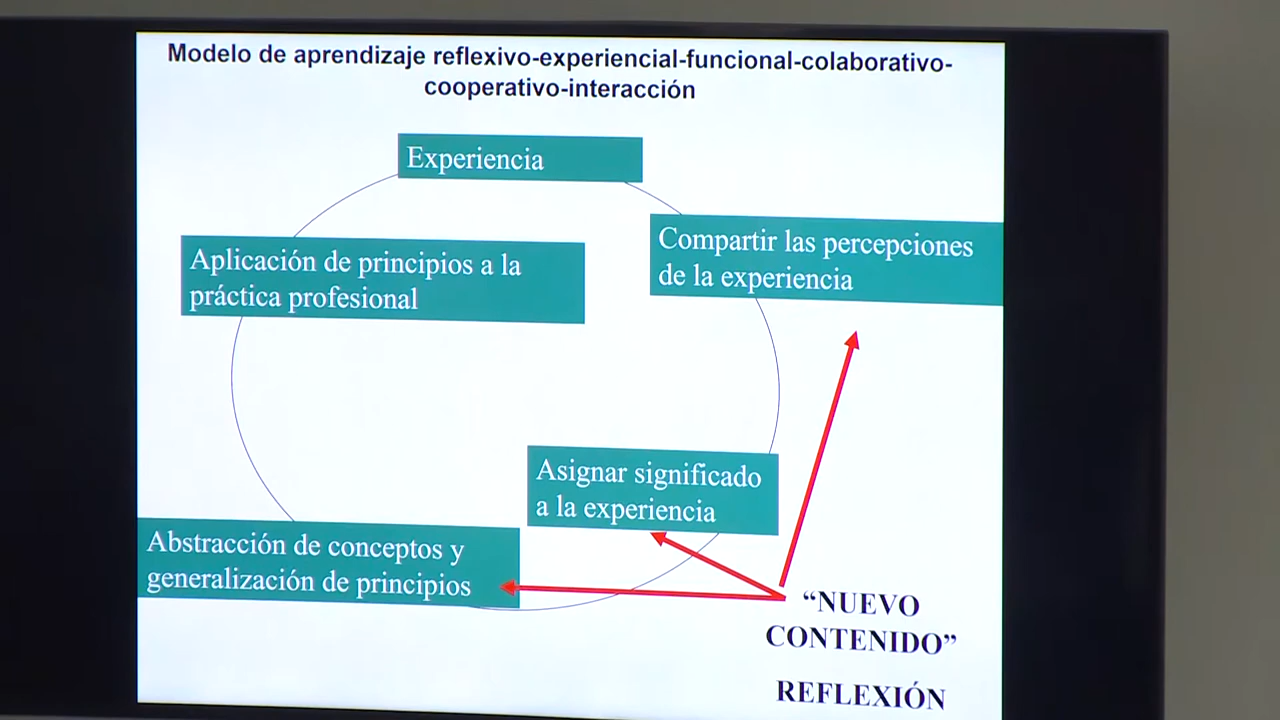 Modelo de aprendizaje reflexivo-experiencial-funcional-colaborativo-
cooperativo-interacción
Experiencia
Compartir las percepciones
de la experiencia
Aplicación de principios a la
práctica profesional
Asignar significado
a la experiencia
Abstracción de conceptos y
generalización de principios
“NUEVO
CONTENIDO”
REFLEXIÓN